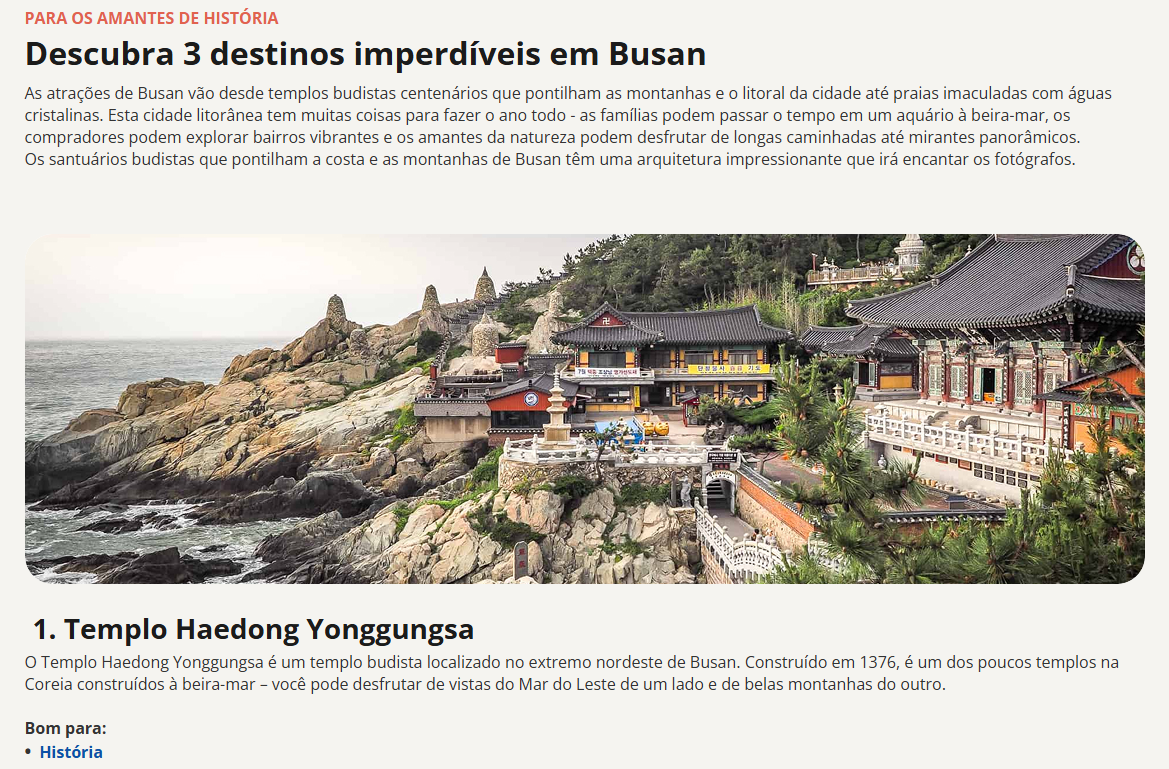 PARA OS AMANTES DE HISTÓRIA
Descubra 3 destinos imperdíveis em Busan
As atrações de Busan vão desde templos budistas centenários que pontilham as montanhas e o litoral da cidade até praias imaculadas com águas
cristalinas. Esta cidade litorânea tem muitas coisas para fazer o ano todo - as famílias podem passar o tempo em um aquário à beira-mar, os
compradores podem explorar bairros vibrantes e os amantes da natureza podem desfrutar de longas caminhadas até mirantes panorâmicos.
Os santuários budistas que pontilham a costa e as montanhas de Busan têm uma arquitetura impressionante que irá encantar os fotógrafos.
1. Templo Haedong Yonggungsa
O Templo Haedong Yonggungsa é um templo budista localizado no extremo nordeste de Busan. Construído em 1376, é um dos poucos templos na
Coreia construídos à beira-mar – você pode desfrutar de vistas do Mar do Leste de um lado e de belas montanhas do outro.
Bom para:
• História